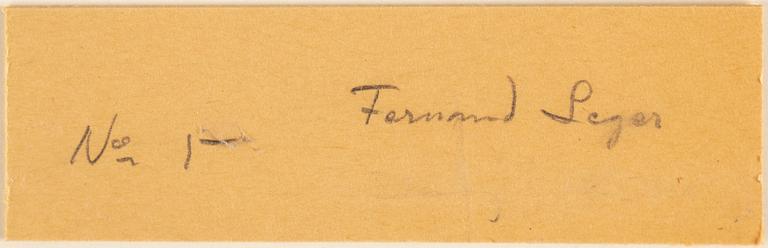 Fernand Leger
No 1